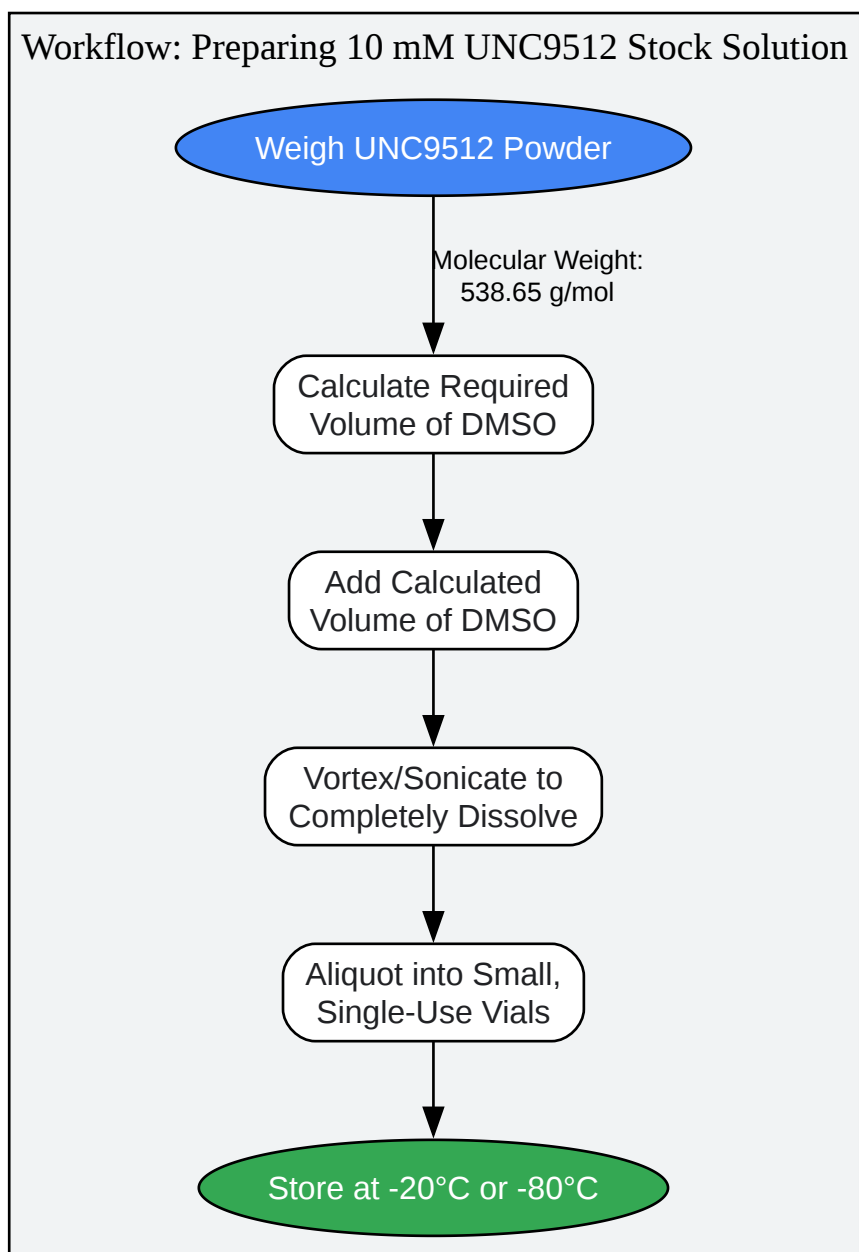 Workflow: Preparing 10 mM UNC9512 Stock Solution
Weigh UNC9512 Powder
Molecular Weight:
538.65 g/mol
Calculate Required
Volume of DMSO
Add Calculated
Volume of DMSO
Vortex/Sonicate to
Completely Dissolve
Aliquot into Small,
Single-Use Vials
Store at -20°C or -80°C